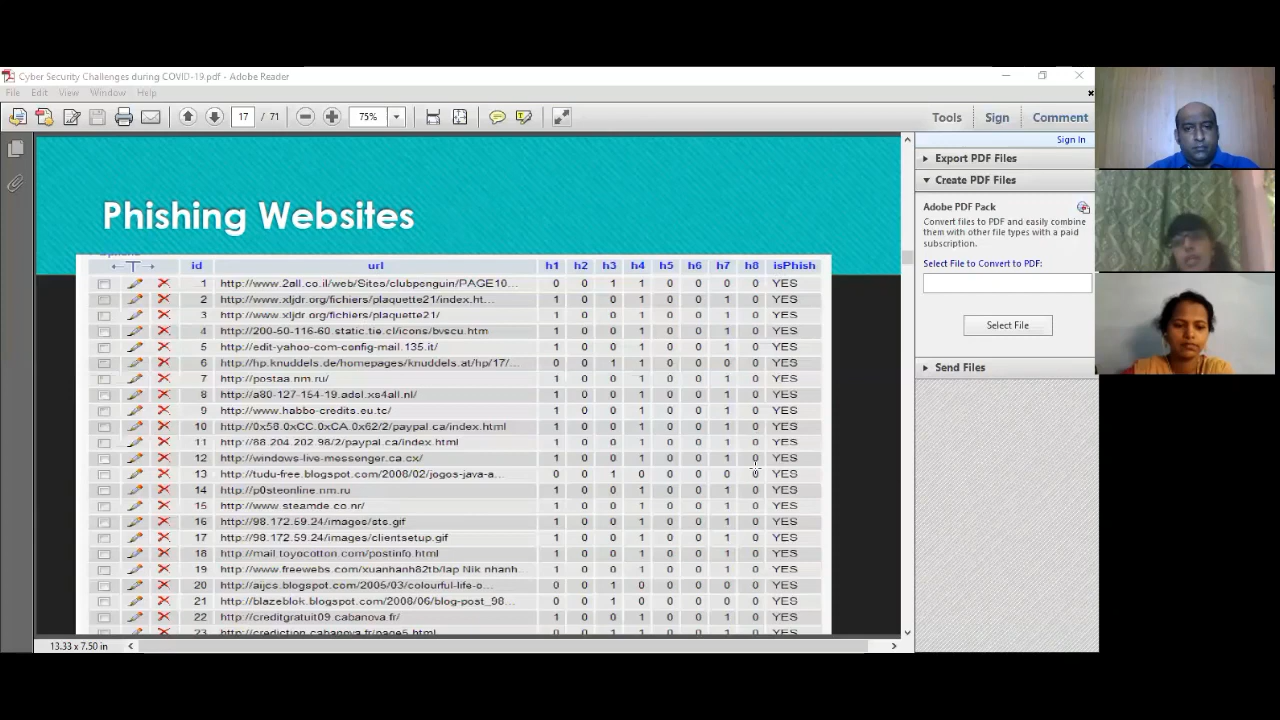 Cyber Security Challenges during COVID-19.pdf - Adobe Reader
File Edit View Window Help
17 / 71 75% Tools Sign Comment
Sign In
Export PDF Files
Create PDF Files
Adobe PDF Pack
Convert files to PDF and easily combine
them with other file types with a paid
subscription.
Select File to Convert to PDF:
Select File
Send Files
Phishing Websites
←T→ id url h1 h2 h3 h4 h5 h6 h7 h8 isPhish
1 http://www.2all.co.il/web/Sites/clubpenguin/PAGE10... 0 0 1 1 0 0 0 0 YES
2 http://www.xljdr.org/fichiers/plaquette21/index.ht... 1 0 0 1 0 0 1 0 YES
3 http://www.xljdr.org/fichiers/plaquette21/ 1 0 0 1 0 0 1 0 YES
4 http://200-50-116-60.static.tie.cl/icons/bvscu.htm 1 0 0 1 0 0 1 0 YES
5 http://edit-yahoo-com-config-mail.135.it/ 1 0 0 1 0 0 1 0 YES
6 http://hp.knuddels.de/homepages/knuddels.at/hp/17/... 0 0 1 1 0 0 0 0 YES
7 http://postaa.nm.ru/ 1 0 0 1 0 0 1 0 YES
8 http://a80-127-154-19.adsl.xs4all.nl/ 1 0 0 1 0 0 1 0 YES
9 http://www.habbo-credits.eu.tc/ 1 0 0 1 0 0 1 0 YES
10 http://0x58.0xCC.0xCA.0x62/2/paypal.ca/index.html 1 0 0 1 0 0 1 0 YES
11 http://88.204.202.98/2/paypal.ca/index.html 1 0 0 1 0 0 1 0 YES
12 http://windows-live-messenger.ca.cx/ 1 0 0 1 0 0 1 0 YES
13 http://tudu-free.blogspot.com/2008/02/jogos-java-a... 0 0 1 0 0 0 0 0 YES
14 http://p0steonline.nm.ru 1 0 0 1 0 0 1 0 YES
15 http://www.steamde.co.nr/ 1 0 0 1 0 0 1 0 YES
16 http://98.172.59.24/images/sts.gif 1 0 0 1 0 0 1 0 YES
17 http://98.172.59.24/images/clientsetup.gif 1 0 0 1 0 0 1 0 YES
18 http://mail.toyocotton.com/postinfo.html 1 0 0 1 0 0 1 0 YES
19 http://www.freewebs.com/xuanhanh82tb/lap Nik nhanh... 1 0 0 1 0 0 1 0 YES
20 http://aijcs.blogspot.com/2005/03/colourful-life-o... 0 0 1 0 0 0 0 0 YES
21 http://blazeblok.blogspot.com/2008/06/blog-post_98... 0 0 1 0 0 0 0 0 YES
22 http://creditgratuit09.cabanova.fr/ 1 0 0 1 0 0 1 0 YES
23 http://crediction.cabanova.fr/page5.html 0 0 1 1 0 0 1 0 YES
13.33 x 7.50 in